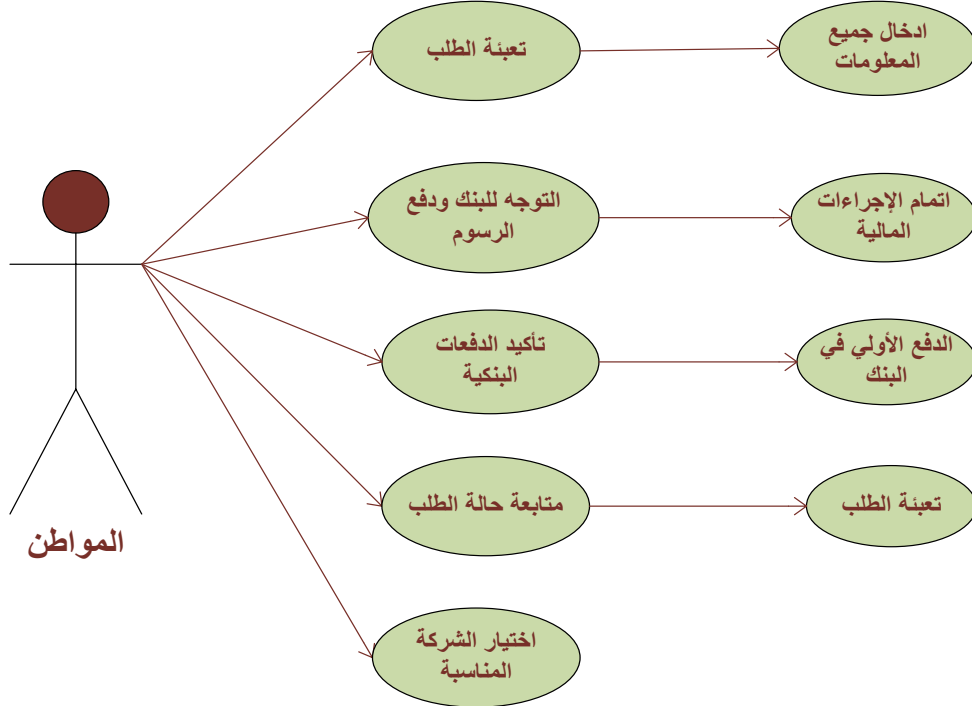 تعبئة الطلب
ادخال جميع
المعلومات
التوجه للبنك ودفع
الرسوم
اتمام الإجراءات
المالية
تأكيد الدفعات
البنكية
الدفع الأولي في
البنك
متابعة حالة الطلب
تعبئة الطلب
المواطن
اختيار الشركة
المناسبة